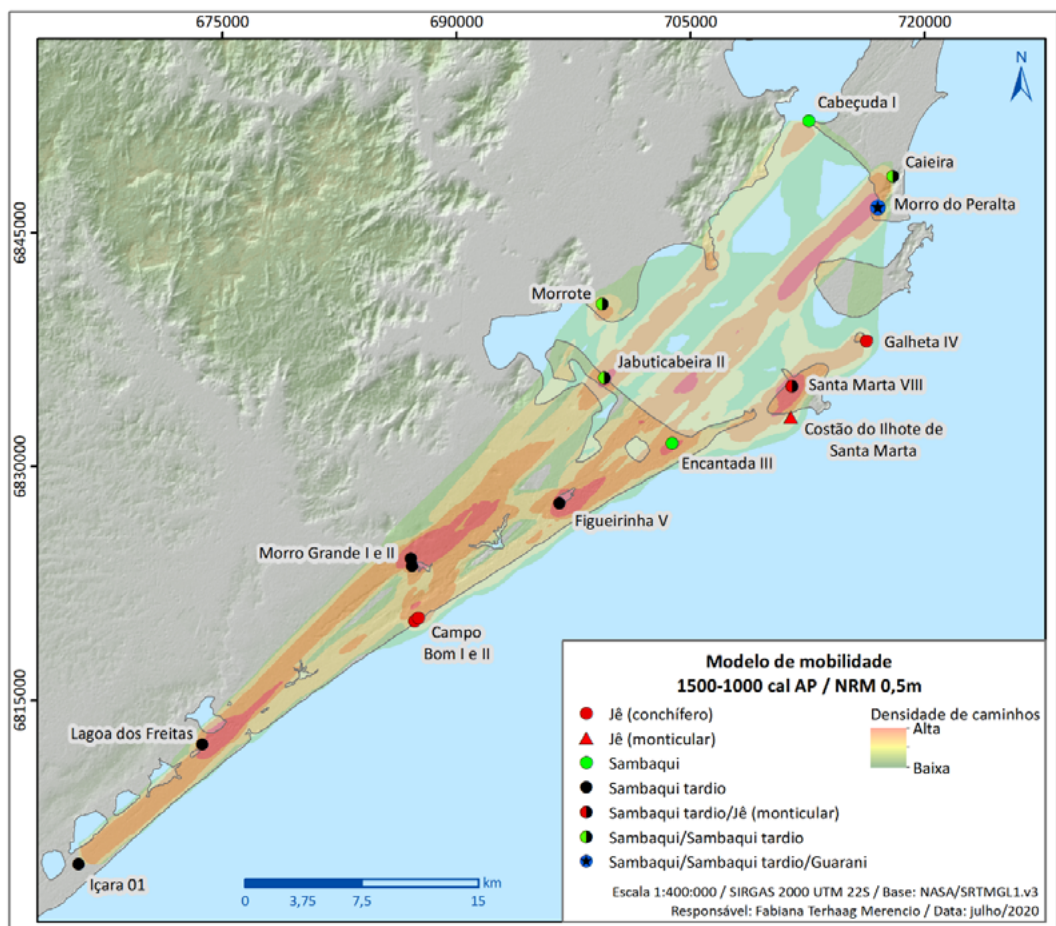 675000
690000
705000
720000
N
Cabeçuda I
Caieira
Morro do Peralta
6845000
Morrote
Galheta IV
Jabuticabeira II
Santa Marta VIII
Costão do Ilhote de
Santa Marta
6830000
Encantada III
Figueirinha V
Morro Grande I e II
Campo
Bom I e II
6815000
Lagoa dos Freitas
Içara 01
km
0
3,75
7,5
15
Modelo de mobilidade
1500-1000 cal AP / NRM 0,5m
Jê (conchífero)
Jê (monticular)
Sambaqui
Sambaqui tardio
Sambaqui tardio/Jê (monticular)
Sambaqui/Sambaqui tardio
Sambaqui/Sambaqui tardio/Guarani
Densidade de caminhos
Alta
Baixa
Escala 1:400:000 / SIRGAS 2000 UTM 22S / Base: NASA/SRTMGL1.v3
Responsável: Fabiana Terhaag Merencio / Data: Julho/2020